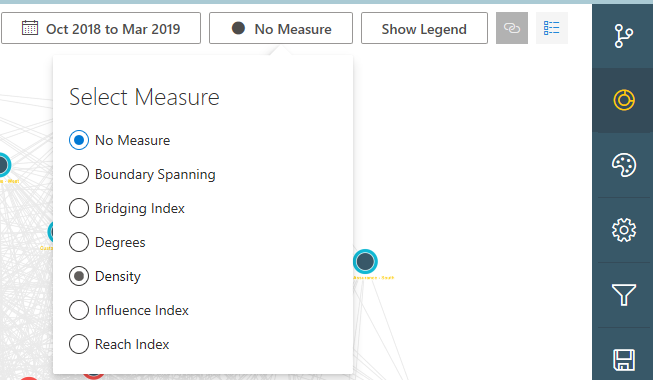 Oct 2018 to Mar 2019
No Measure
Show Legend
Select Measure
No Measure
Boundary Spanning
Bridging Index
Degrees
Density
Influence Index
Reach Index